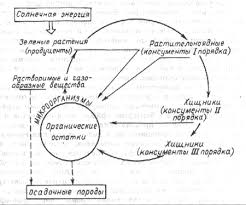 Солнечная энергия
Зеленые растения
(продуценты)
Растительноядные
(консументы I порядка)
Растворимые и газо-
образные вещества
МИКРООРГАНИЗМЫ
Хищники
(консументы II
порядка)
Органические
остатки
Хищники
(консументы III порядка)
Осадочные породы